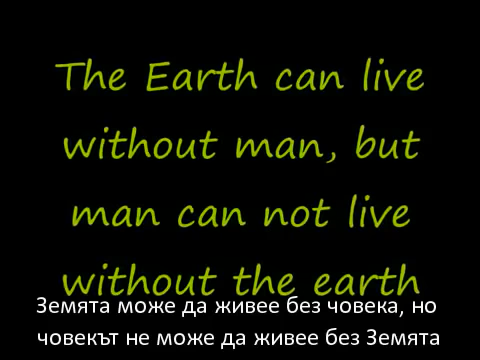 The Earth can live
without man, but
man can not live
without the earth
Земята може да живее без човека, но
човекът не може да живее без Земята